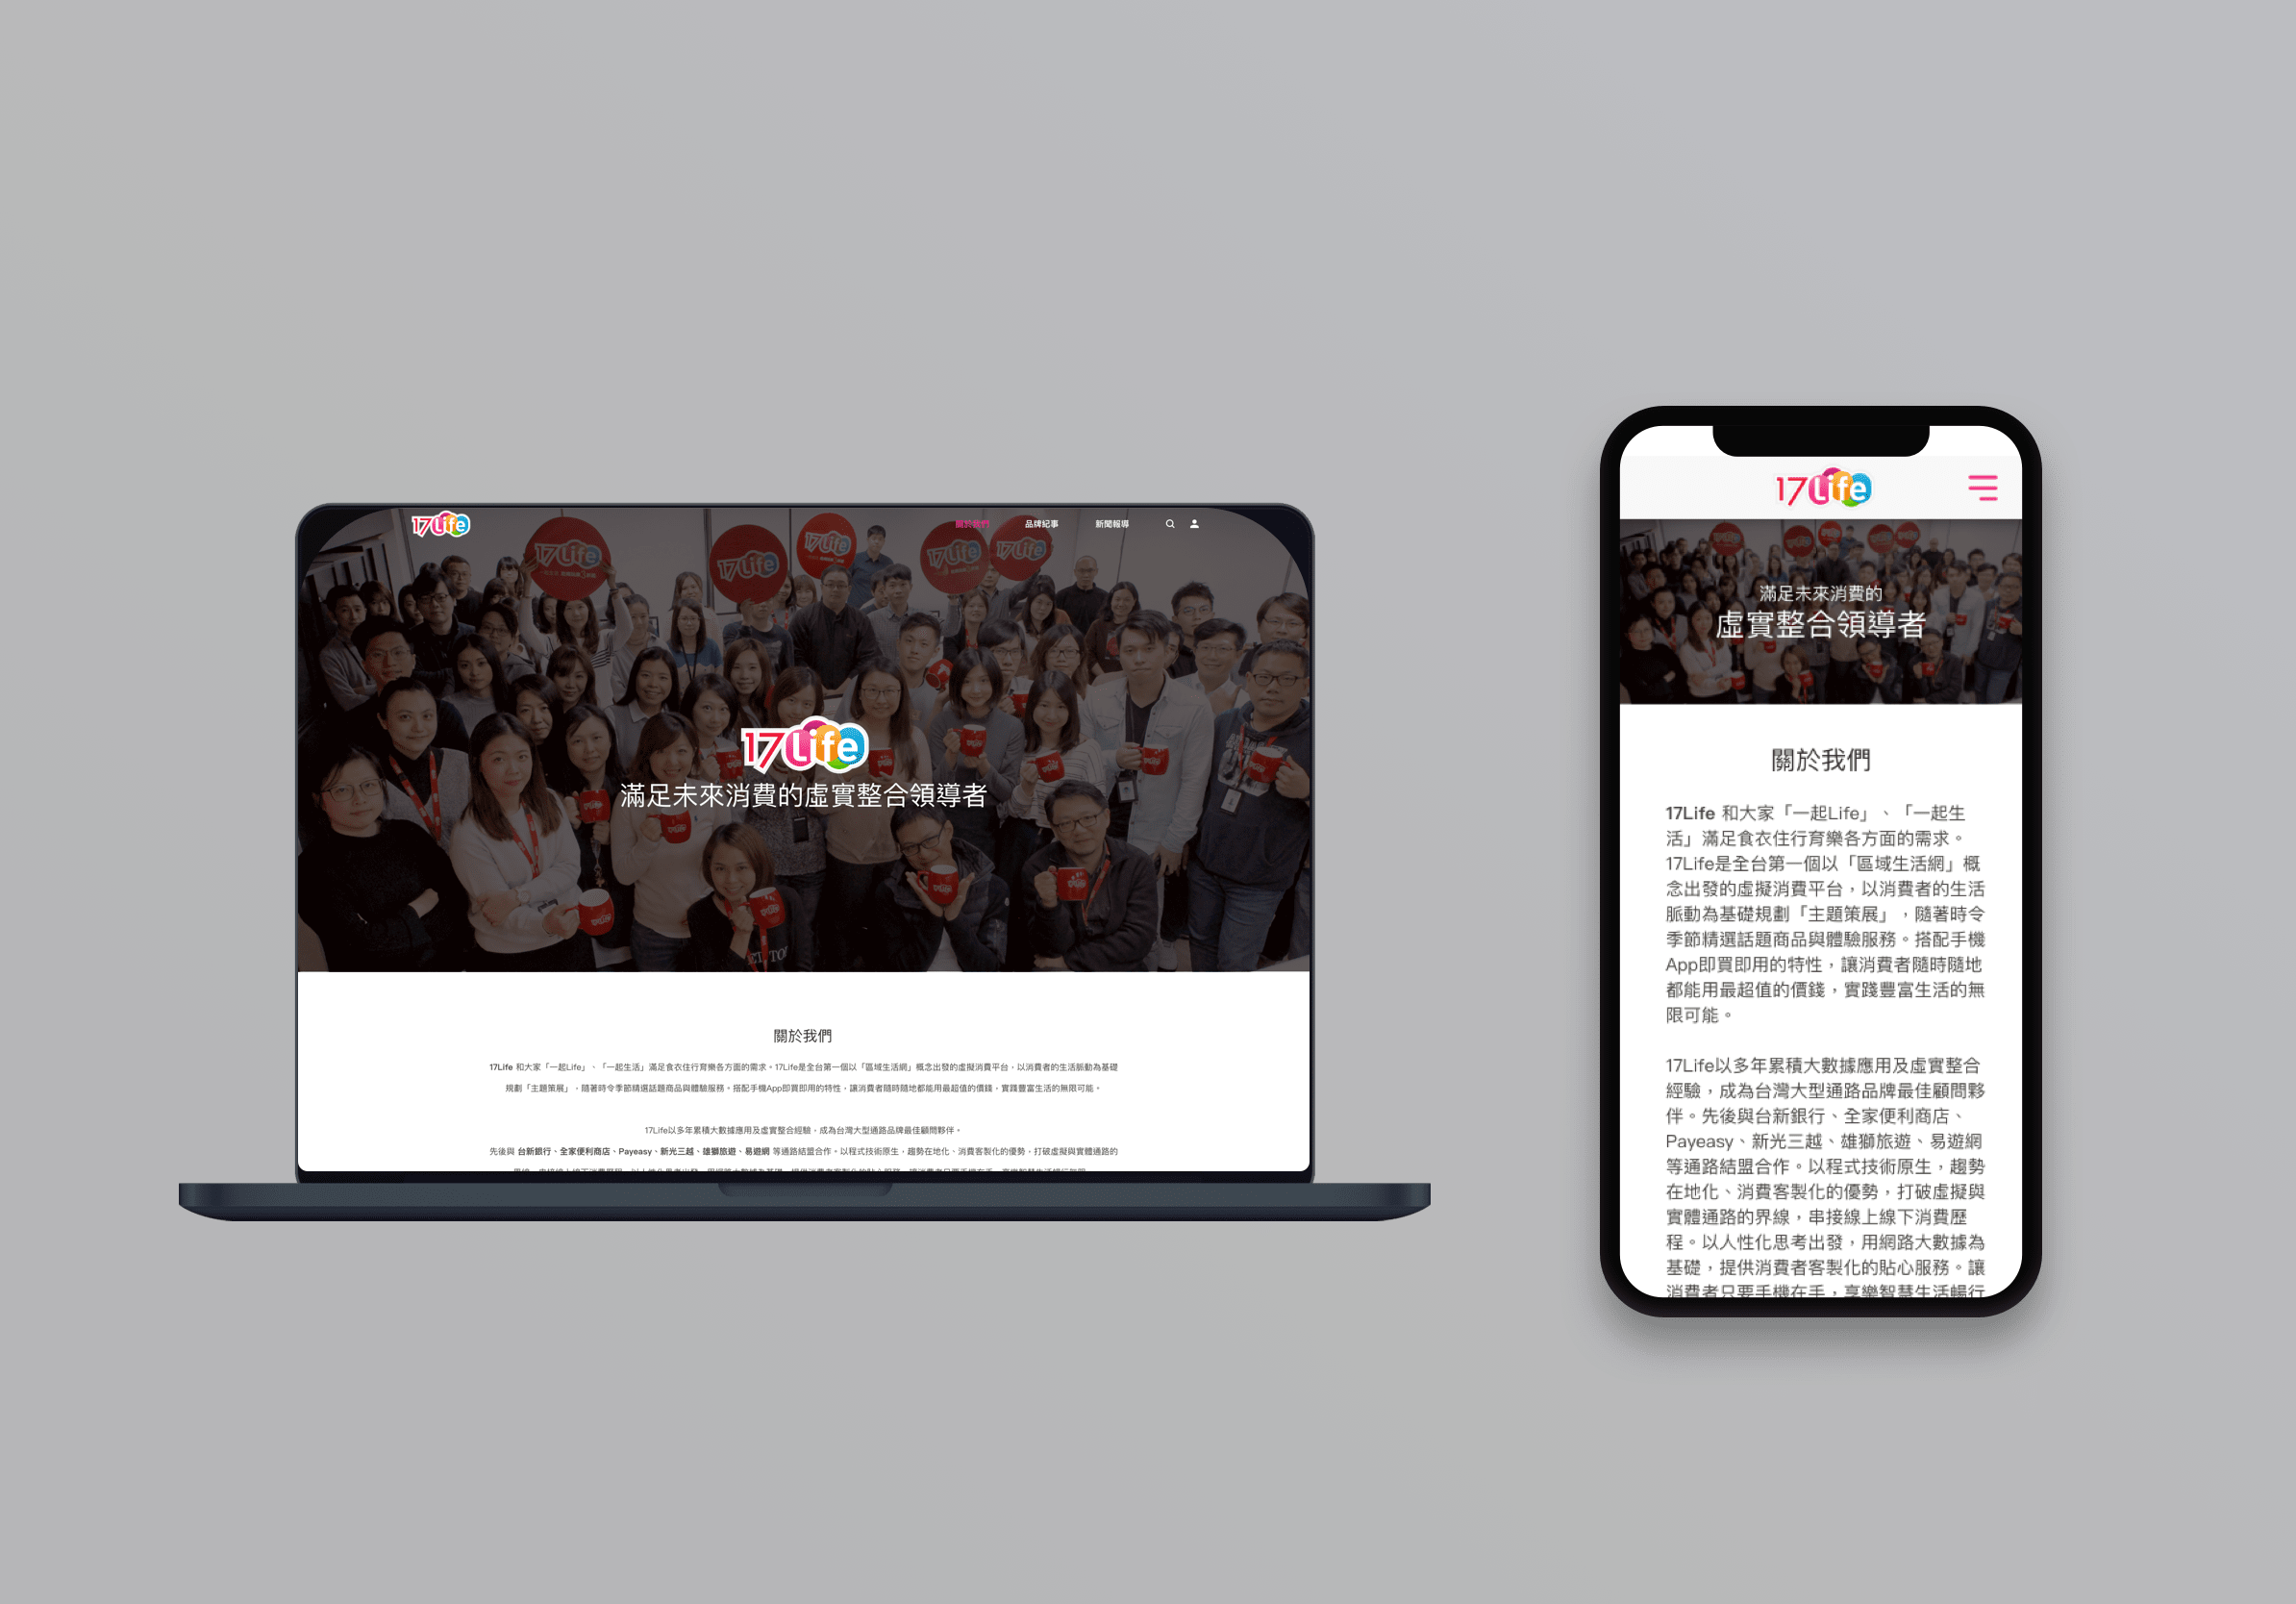 17Life
關於我們 品牌紀事 新聞報導
17Life
17Life
17Life
17Life
17Life
17Life
滿足未來消費的虛實整合領導者
關於我們
17Life 和大家「一起Life」、「一起生活」滿足食衣住行育樂各方面的需求。17Life是全台第一個以「區域生活網」概念出發的虛擬消費平台，以消費者的生活脈動為基礎
規劃「主題策展」，隨著時令季節精選話題商品與體驗服務。搭配手機App即買即用的特性，讓消費者隨時隨地都能用最超值的價錢，實踐豐富生活的無限可能。
17Life以多年累積大數據應用及虛實整合經驗，成為台灣大型通路品牌最佳顧問夥伴。
先後與 台新銀行、全家便利商店、Payeasy、新光三越、雄獅旅遊、易遊網 等通路結盟合作。以程式技術原生，趨勢在地化、消費客製化的優勢，打破虛擬與實體通路的
17Life
滿足未來消費的
虛實整合領導者
關於我們
17Life 和大家「一起Life」、「一起生
活」滿足食衣住行育樂各方面的需求。
17Life是全台第一個以「區域生活網」概
念出發的虛擬消費平台，以消費者的生活
脈動為基礎規劃「主題策展」，隨著時令
季節精選話題商品與體驗服務。搭配手機
App即買即用的特性，讓消費者隨時隨地
都能用最超值的價錢，實踐豐富生活的無
限可能。
17Life以多年累積大數據應用及虛實整合
經驗，成為台灣大型通路品牌最佳顧問夥
伴。先後與台新銀行、全家便利商店、
Payeasy、新光三越、雄獅旅遊、易遊網
等通路結盟合作。以程式技術原生，趨勢
在地化、消費客製化的優勢，打破虛擬與
實體通路的界線，串接線上線下消費歷
程。以人性化思考出發，用網路大數據為
基礎，提供消費者客製化的貼心服務。讓
消費者只要手機在手，享樂智慧生活暢行